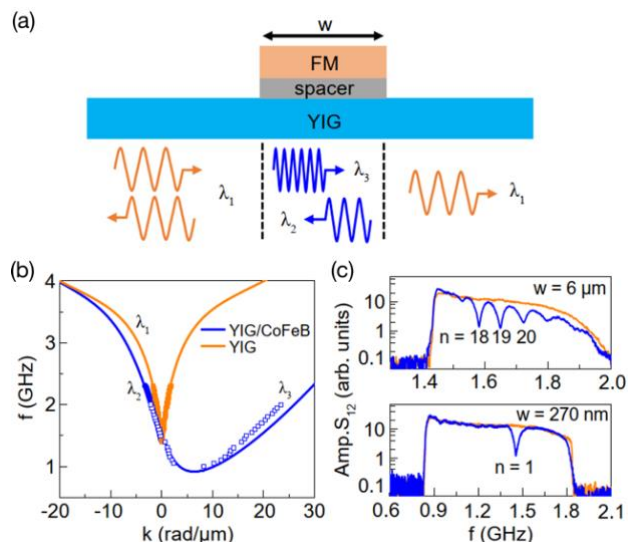 (a)
w
FM
spacer
YIG
λ1
λ3
λ2
λ1
(b)
4
3
2
1
f (GHz)
λ1
λ2
λ3
YIG/CoFeB
YIG
-20 -10 0 10 20 30
k (rad/µm)
(c)
Amp.S12 (arb. units)
10
1
0.1
w = 6 µm
n = 18 19 20
1.4 1.6 1.8 2.0
10
1
0.1
w = 270 nm
n = 1
0.6 0.9 1.2 1.5 1.8 2.1
f (GHz)